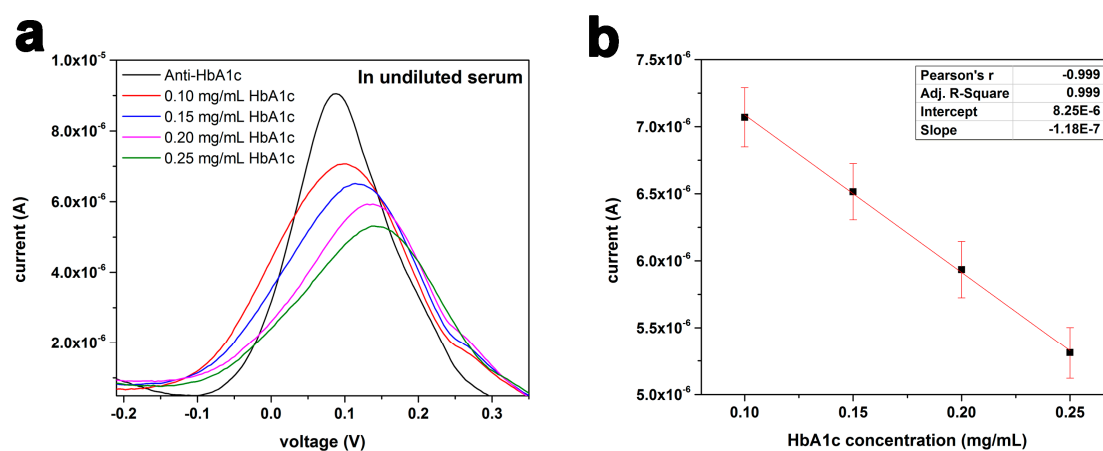 a
1.0x10⁻⁵
8.0x10⁻⁶
6.0x10⁻⁶
4.0x10⁻⁶
2.0x10⁻⁶
current (A)
Anti-HbA1c
0.10 mg/mL HbA1c
0.15 mg/mL HbA1c
0.20 mg/mL HbA1c
0.25 mg/mL HbA1c
In undiluted serum
-0.2 -0.1 0.0 0.1 0.2 0.3
voltage (V)
b
7.5x10⁻⁶
7.0x10⁻⁶
6.5x10⁻⁶
6.0x10⁻⁶
5.5x10⁻⁶
5.0x10⁻⁶
current (A)
Pearson's r -0.999
Adj. R-Square 0.999
Intercept 8.25E-6
Slope -1.18E-7
0.10 0.15 0.20 0.25
HbA1c concentration (mg/mL)